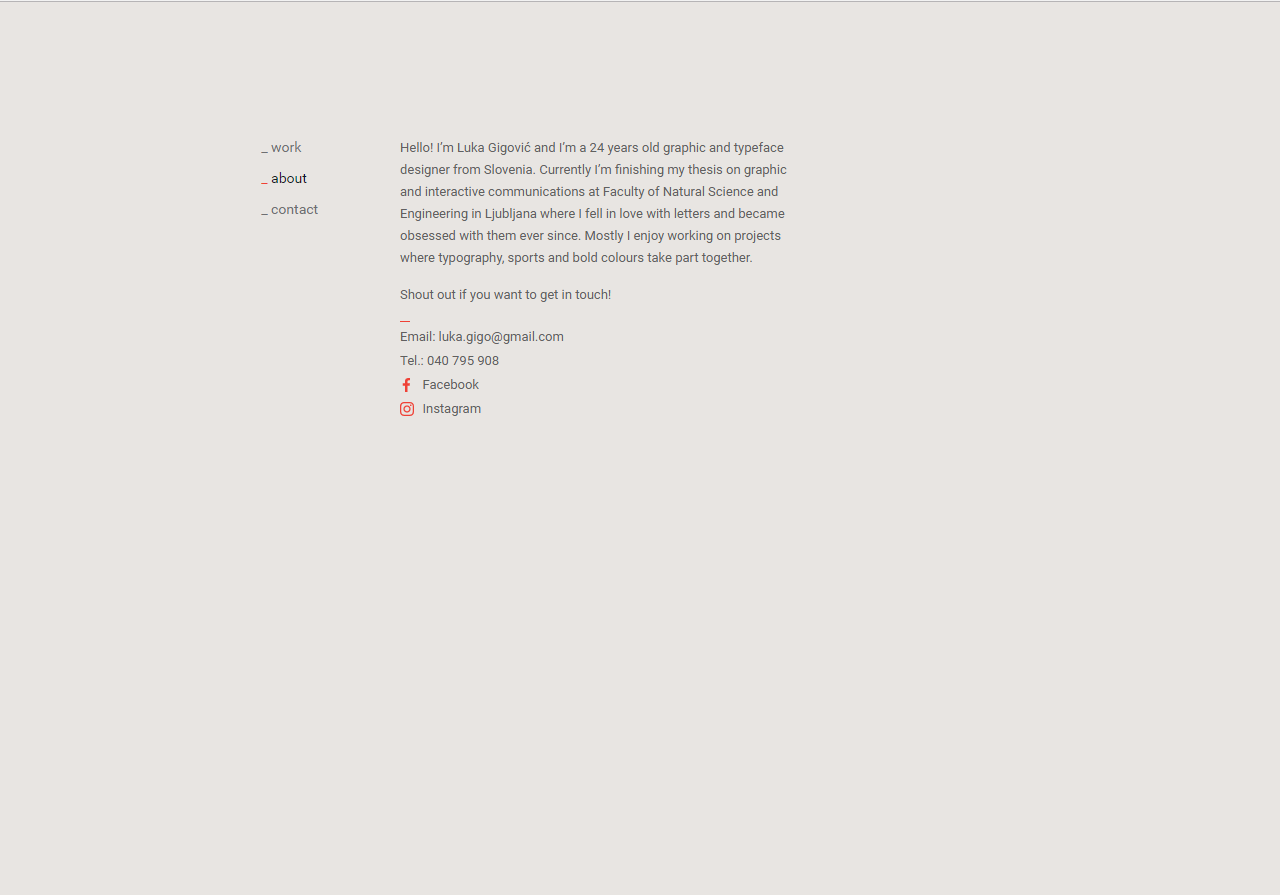 _ work
_ about
_ contact
Hello! I’m Luka Gigović and I’m a 24 years old graphic and typeface
designer from Slovenia. Currently I’m finishing my thesis on graphic
and interactive communications at Faculty of Natural Science and
Engineering in Ljubljana where I fell in love with letters and became
obsessed with them ever since. Mostly I enjoy working on projects
where typography, sports and bold colours take part together.
Shout out if you want to get in touch!
__
Email: luka.gigo@gmail.com
Tel.: 040 795 908
Facebook
Instagram